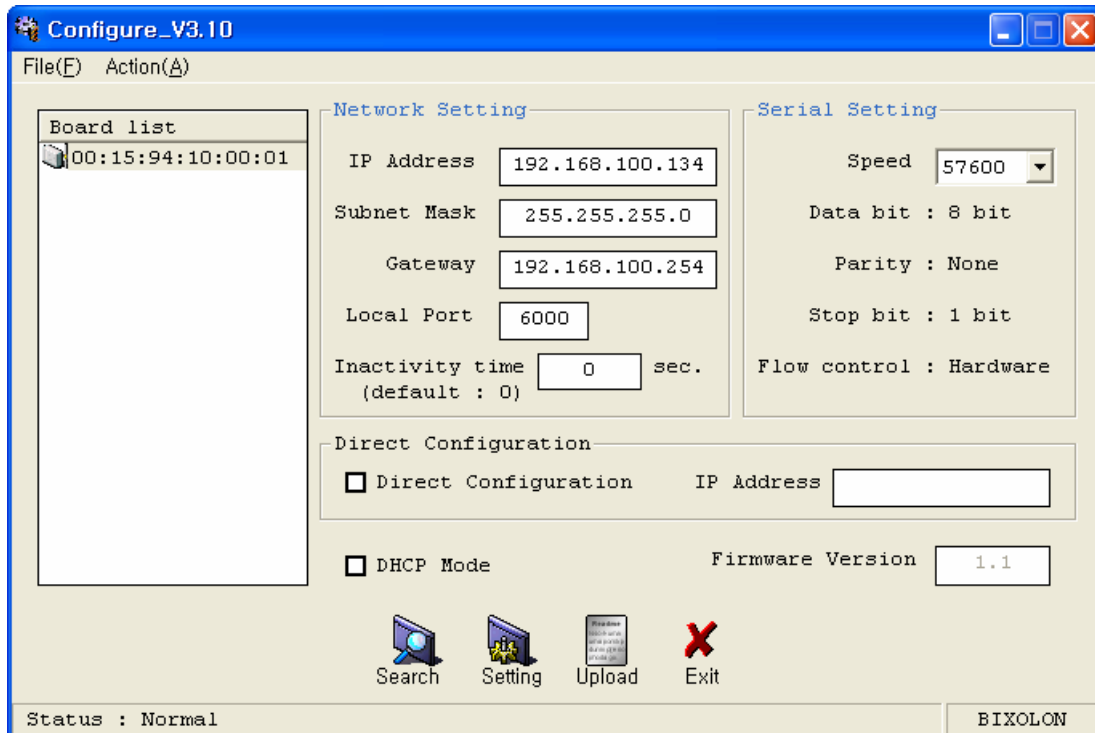 Configure_V3.10
File(F) Action(A)
Board list
00:15:94:10:00:01
Network Setting
IP Address 192.168.100.134
Subnet Mask 255.255.255.0
Gateway 192.168.100.254
Local Port 6000
Inactivity time 0 sec.
(default : 0)
Serial Setting
Speed 57600
Data bit : 8 bit
Parity : None
Stop bit : 1 bit
Flow control : Hardware
Direct Configuration
Direct Configuration IP Address
DHCP Mode Firmware Version 1.1
Readme
Search Setting Upload Exit
Status : Normal BIXOLON